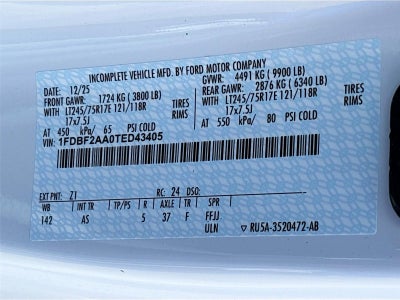 INCOMPLETE VEHICLE MFD. BY FORD MOTOR COMPANY
12/25 GVWR: 4491 KG ( 9900 LB)
FRONT GAWR: 1724 KG ( 3800 LB) REAR GAWR: 2876 KG ( 6340 LB)
WITH LT245/75R17E 121/118R TIRES WITH LT245/75R17E 121/118R TIRES
17x7.5J RIMS 17x7.5J RIMS
AT 450 kPa/ 65 PSI COLD AT 550 kPa/ 80 PSI COLD
VIN: 1FDBF2AA0TED43405
EXT PNT: Z1 RC: 24 DSO:
WB INT TR TP/PS R AXLE TR SPR
142 AS 5 37 F FFJJ
ULN ▽ RU5A-3520472-AB